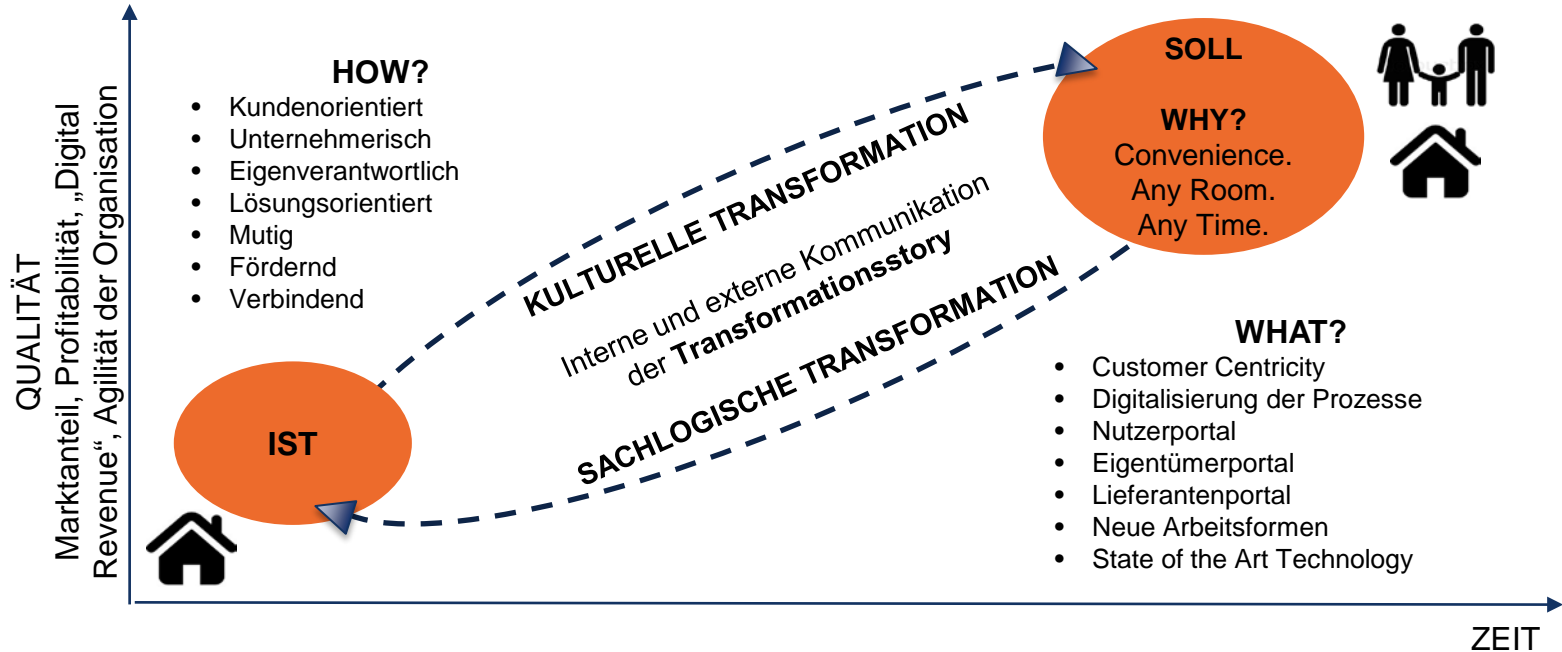 QUALITÄT
Marktanteil, Profitabilität, „Digital
Revenue“, Agilität der Organisation
HOW?
• Kundenorientiert
• Unternehmerisch
• Eigenverantwortlich
• Lösungsorientiert
• Mutig
• Fördernd
• Verbindend
IST
KULTURELLE TRANSFORMATION
Interne und externe Kommunikation
der Transformationsstory
SACHLOGISCHE TRANSFORMATION
SOLL
WHY?
Convenience.
Any Room.
Any Time.
WHAT?
• Customer Centricity
• Digitalisierung der Prozesse
• Nutzerportal
• Eigentümerportal
• Lieferantenportal
• Neue Arbeitsformen
• State of the Art Technology
ZEIT